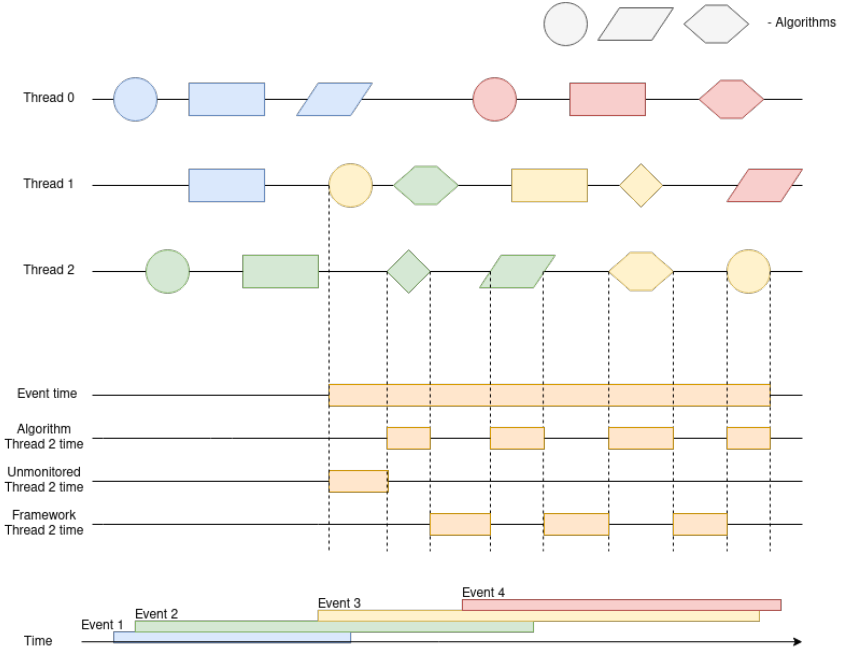 - Algorithms
Thread 0
Thread 1
Thread 2
Event time
Algorithm
Thread 2 time
Unmonitored
Thread 2 time
Framework
Thread 2 time
Event 4
Event 3
Event 2
Event 1
Time